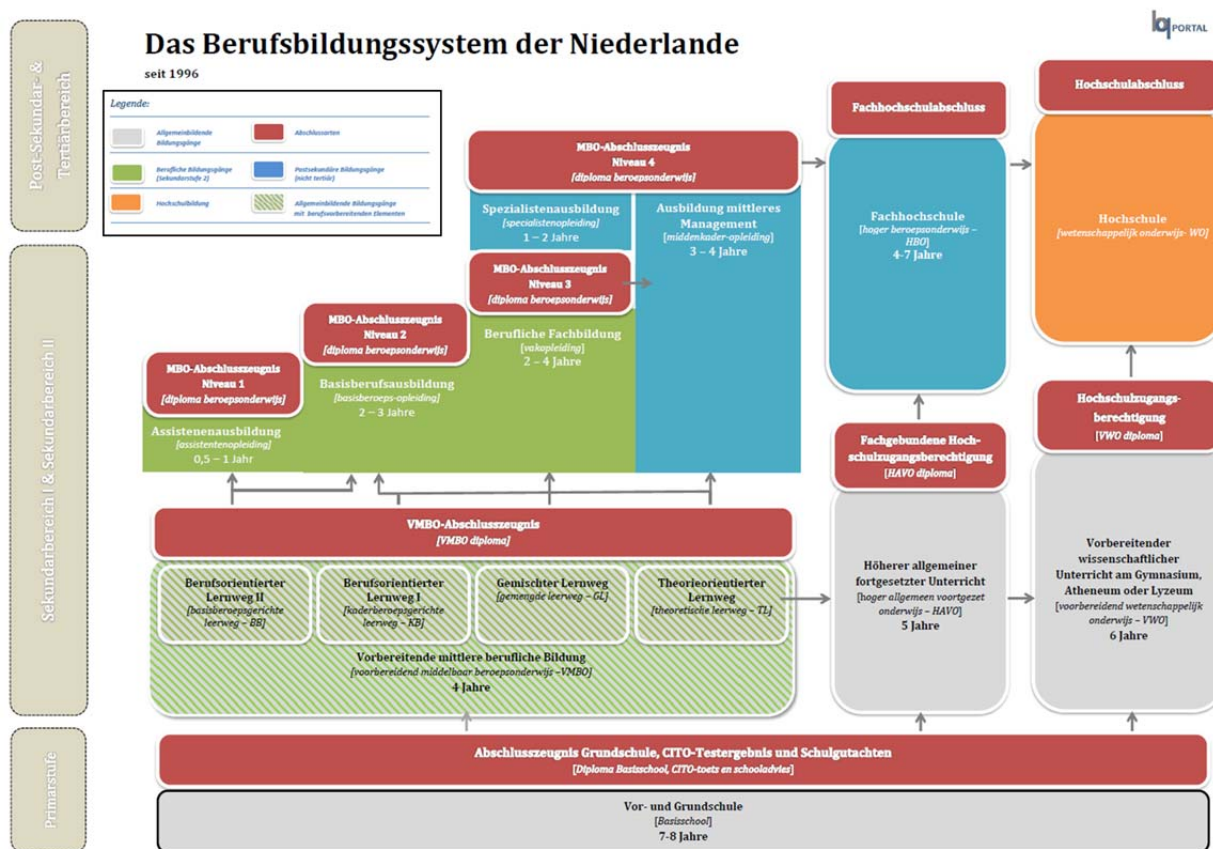 Das Berufsbildungssystem der Niederlande
seit 1996
lq PORTAL
Post-Sekundar- &
Tertiärbereich
Sekundarbereich I & Sekundarbereich II
Primarstufe
Legende:
Allgemeinbildende
Bildungsgänge
Abschlussarten
Berufliche Bildungsgänge
(Sekundarstufe 2)
Postsekundäre Bildungsgänge
(nicht tertiär)
Hochschulbildung
Allgemeinbildende Bildungsgänge
mit berufsvorbereitenden Elementen
Fachhochschulabschluss
Hochschulabschluss
MBO-Abschlusszeugnis
Niveau 4
[diploma beroepsonderwijs]
Spezialistenausbildung
[specialistenopleiding]
1 – 2 Jahre
Ausbildung mittleres
Management
[middenkader-opleiding]
3 – 4 Jahre
Fachhochschule
[hoger beroepsonderwijs –
HBO]
4-7 Jahre
Hochschule
[wetenschappelijk onderwijs- WO]
MBO-Abschlusszeugnis
Niveau 3
[diploma beroepsonderwijs]
Berufliche Fachbildung
[vakopleiding]
2 – 4 Jahre
MBO-Abschlusszeugnis
Niveau 2
[diploma beroepsonderwijs]
Basisberufsausbildung
[basisberoeps-opleiding]
2 – 3 Jahre
MBO-Abschlusszeugnis
Niveau 1
[diploma beroepsonderwijs]
Assistenenausbildung
[assistentenopleiding]
0,5 – 1 Jahr
Fachgebundene Hoch-
schulzugangsberechtigung
[HAVO diploma]
Hochschulzugangs-
berechtigung
[VWO diploma]
VMBO-Abschlusszeugnis
[VMBO diploma]
Berufsorientierter
Lernweg II
[basisberoepsgerichte
leerweg – BB]
Berufsorientierter
Lernweg I
[kaderberoepsgerichte
leerweg – KB]
Gemischter Lernweg
[gemengde leerweg – GL]
Theorieorientierter
Lernweg
[theoretische leerweg – TL]
Vorbereitende mittlere berufliche Bildung
[voorbereidend middelbaar beroepsonderwijs –VMBO]
4 Jahre
Höherer allgemeiner
fortgesetzter Unterricht
[hoger allgemeen voortgezet
onderwijs – HAVO]
5 Jahre
Vorbereitender
wissenschaftlicher
Unterricht am Gymnasium,
Atheneum oder Lyzeum
[voorbereidend wetenschappelijk
onderwijs – VWO]
6 Jahre
Abschlusszeugnis Grundschule, CITO-Testergebnis und Schulgutachten
[Diploma Basisschool, CITO-toets en schooladvies]
Vor- und Grundschule
[Basisschool]
7-8 Jahre